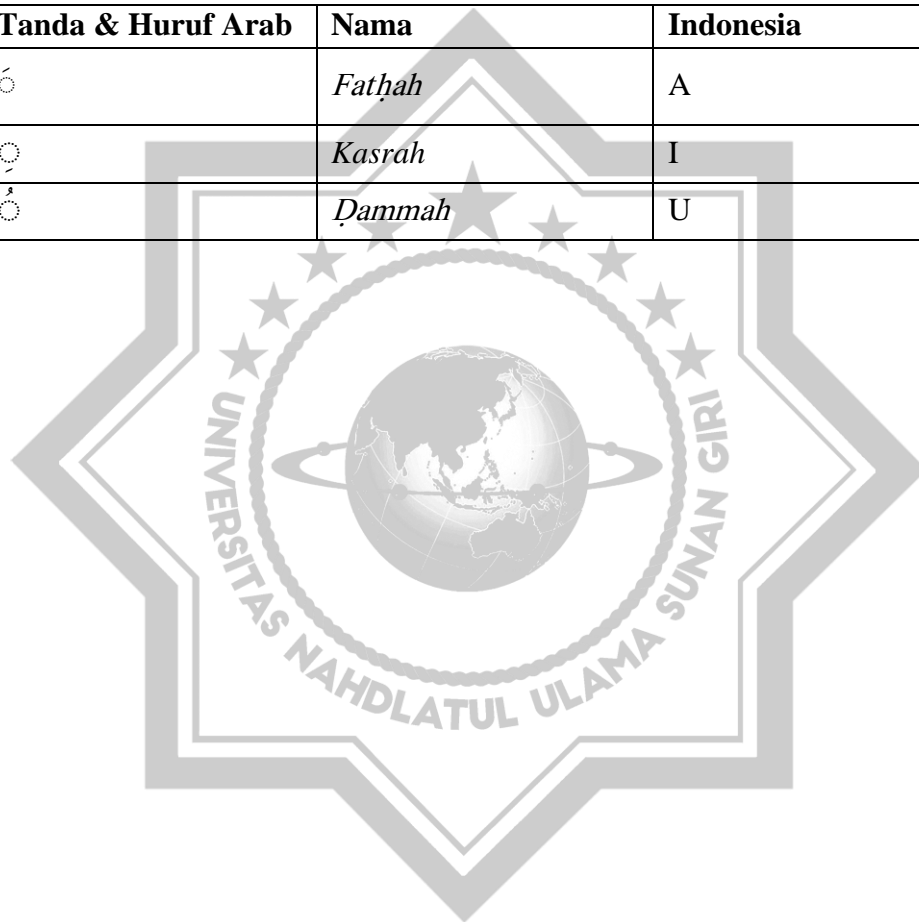 Tanda & Huruf Arab Nama Indonesia
◌َ Fatḥah A
◌ِ Kasrah I
◌ُ Ḍammah U
UNIVERSITAS NAHDLATUL ULAMA SUNAN GIRI